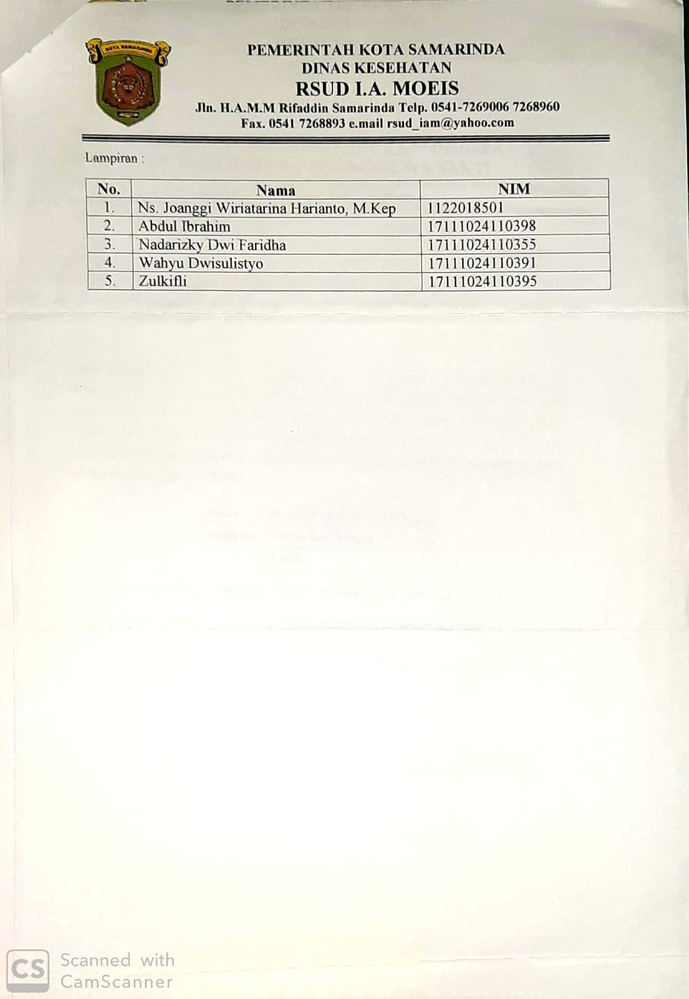 KOTA SAMARINDA
PEMERINTAH KOTA SAMARINDA
DINAS KESEHATAN
RSUD I.A. MOEIS
Jln. H.A.M.M Rifaddin Samarinda Telp. 0541-7269006 7268960
Fax. 0541 7268893 e.mail rsud_iam@yahoo.com
Lampiran :
No. Nama NIM
1. Ns. Joanggi Wiriatarina Harianto, M.Kep 1122018501
2. Abdul Ibrahim 17111024110398
3. Nadarizky Dwi Faridha 17111024110355
4. Wahyu Dwisulistyo 17111024110391
5. Zulkifli 17111024110395
CS Scanned with
CamScanner